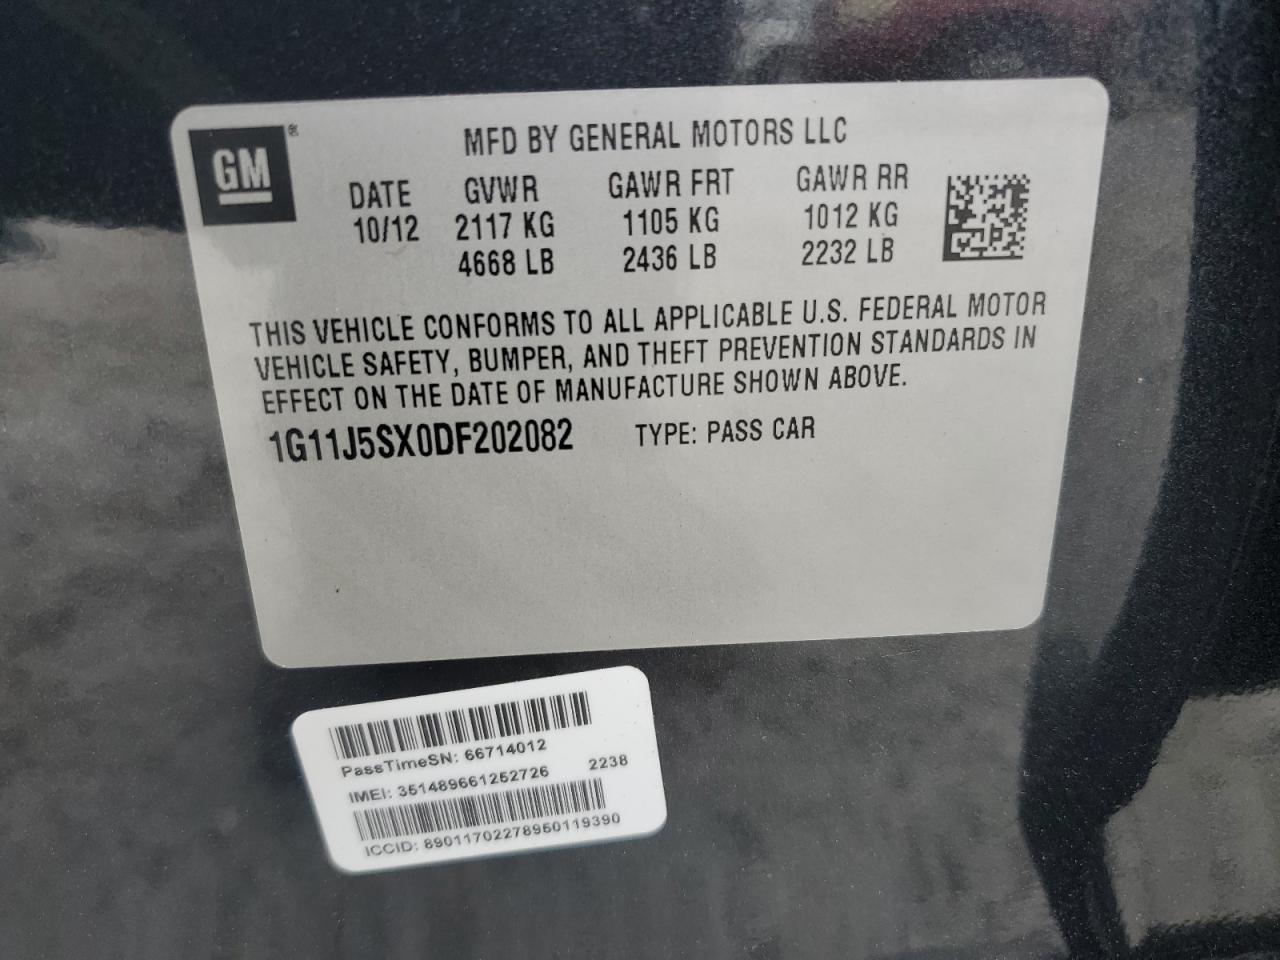 GM ®
MFD BY GENERAL MOTORS LLC
DATE GVWR GAWR FRT GAWR RR
10/12 2117 KG 1105 KG 1012 KG
4668 LB 2436 LB 2232 LB
THIS VEHICLE CONFORMS TO ALL APPLICABLE U.S. FEDERAL MOTOR
VEHICLE SAFETY, BUMPER, AND THEFT PREVENTION STANDARDS IN
EFFECT ON THE DATE OF MANUFACTURE SHOWN ABOVE.
1G11J5SX0DF202082 TYPE: PASS CAR
PassTimeSN: 66714012
IMEI: 351489661252726 2238
ICCID: 89011702278950119390